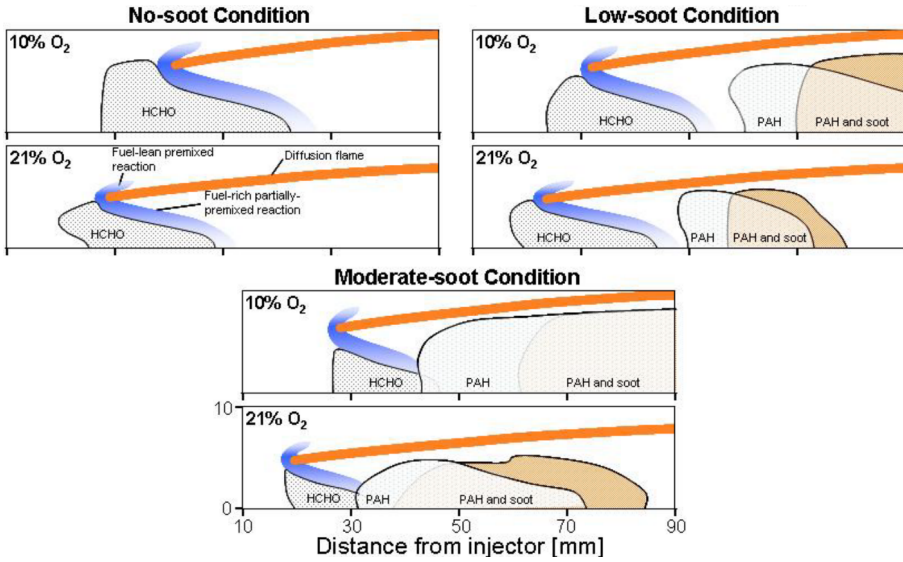 No-soot Condition
10% O₂
HCHO
21% O₂
Fuel-lean premixed
reaction
Diffusion flame
Fuel-rich partially-
premixed reaction
HCHO
Low-soot Condition
10% O₂
HCHO
PAH
PAH and soot
21% O₂
HCHO
PAH
PAH and soot
Moderate-soot Condition
10% O₂
HCHO
PAH
PAH and soot
10
21% O₂
HCHO
PAH
PAH and soot
0
10 30 50 70 90
Distance from injector [mm]